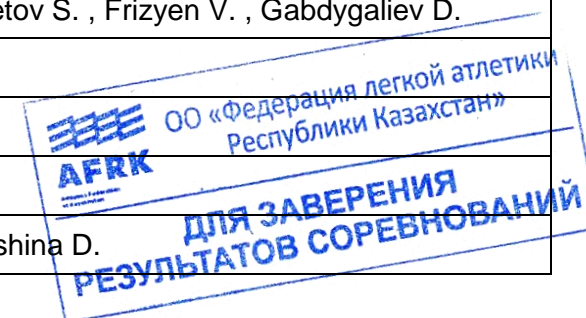 etov S. , Frizyen V. , Gabdygaliev D.
ОО «Федерация легкой атлетики
Республики Казахстан»
AFRK
ДЛЯ ЗАВЕРЕНИЯ
shina D.
РЕЗУЛЬТАТОВ СОРЕВНОВАНИЙ